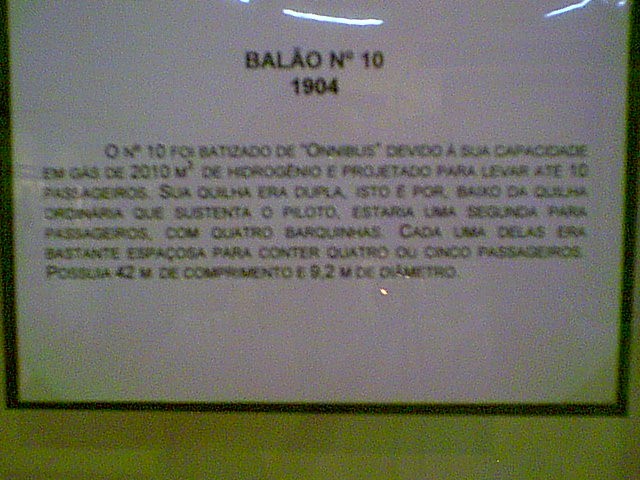 BALÃO Nº 10
1904
O Nº 10 FOI BATIZADO DE "ONNIBUS" DEVIDO À SUA CAPACIDADE
EM GÁS DE 2010 M³ DE HIDROGÊNIO E PROJETADO PARA LEVAR ATÉ 10
PASSAGEIROS. SUA QUILHA ERA DUPLA, ISTO É POR, BAIXO DA QUILHA
ORDINÁRIA QUE SUSTENTA O PILOTO, ESTARIA UMA SEGUNDA PARA
PASSAGEIROS, COM QUATRO BARQUINHAS. CADA UMA DELAS ERA
BASTANTE ESPAÇOSA PARA CONTER QUATRO OU CINCO PASSAGEIROS.
POSSUIA 42 M DE COMPRIMENTO E 9,2 M DE DIÂMETRO.